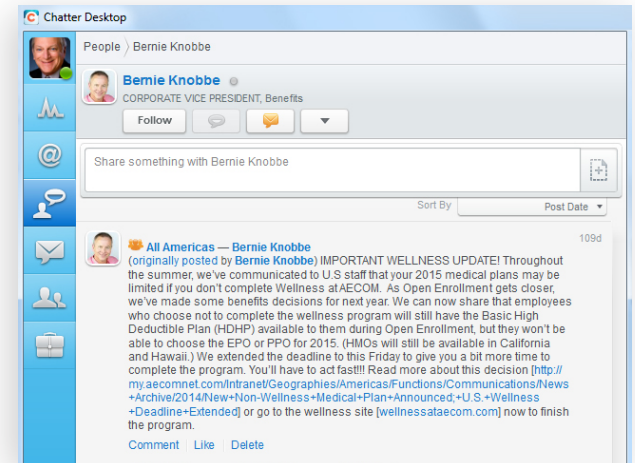 Chatter Desktop
People > Bernie Knobbe
Bernie Knobbe
CORPORATE VICE PRESIDENT, Benefits
Follow
Share something with Bernie Knobbe
Sort By
Post Date
109d
All Americas — Bernie Knobbe
(originally posted by Bernie Knobbe) IMPORTANT WELLNESS UPDATE! Throughout
the summer, we've communicated to U.S staff that your 2015 medical plans may be
limited if you don't complete Wellness at AECOM. As Open Enrollment gets closer,
we've made some benefits decisions for next year. We can now share that employees
who choose not to complete the wellness program will still have the Basic High
Deductible Plan (HDHP) available to them during Open Enrollment, but they won't be
able to choose the EPO or PPO for 2015. (HMOs will still be available in California
and Hawaii.) We extended the deadline to this Friday to give you a bit more time to
complete the program. You'll have to act fast!!! Read more about this decision [http://
my.aecomnet.com/Intranet/Geographies/Americas/Functions/Communications/News
+Archive/2014/New+Non-Wellness+Medical+Plan+Announced;+U.S.+Wellness
+Deadline+Extended] or go to the wellness site [wellnessataecom.com] now to finish
the program.
Comment Like Delete